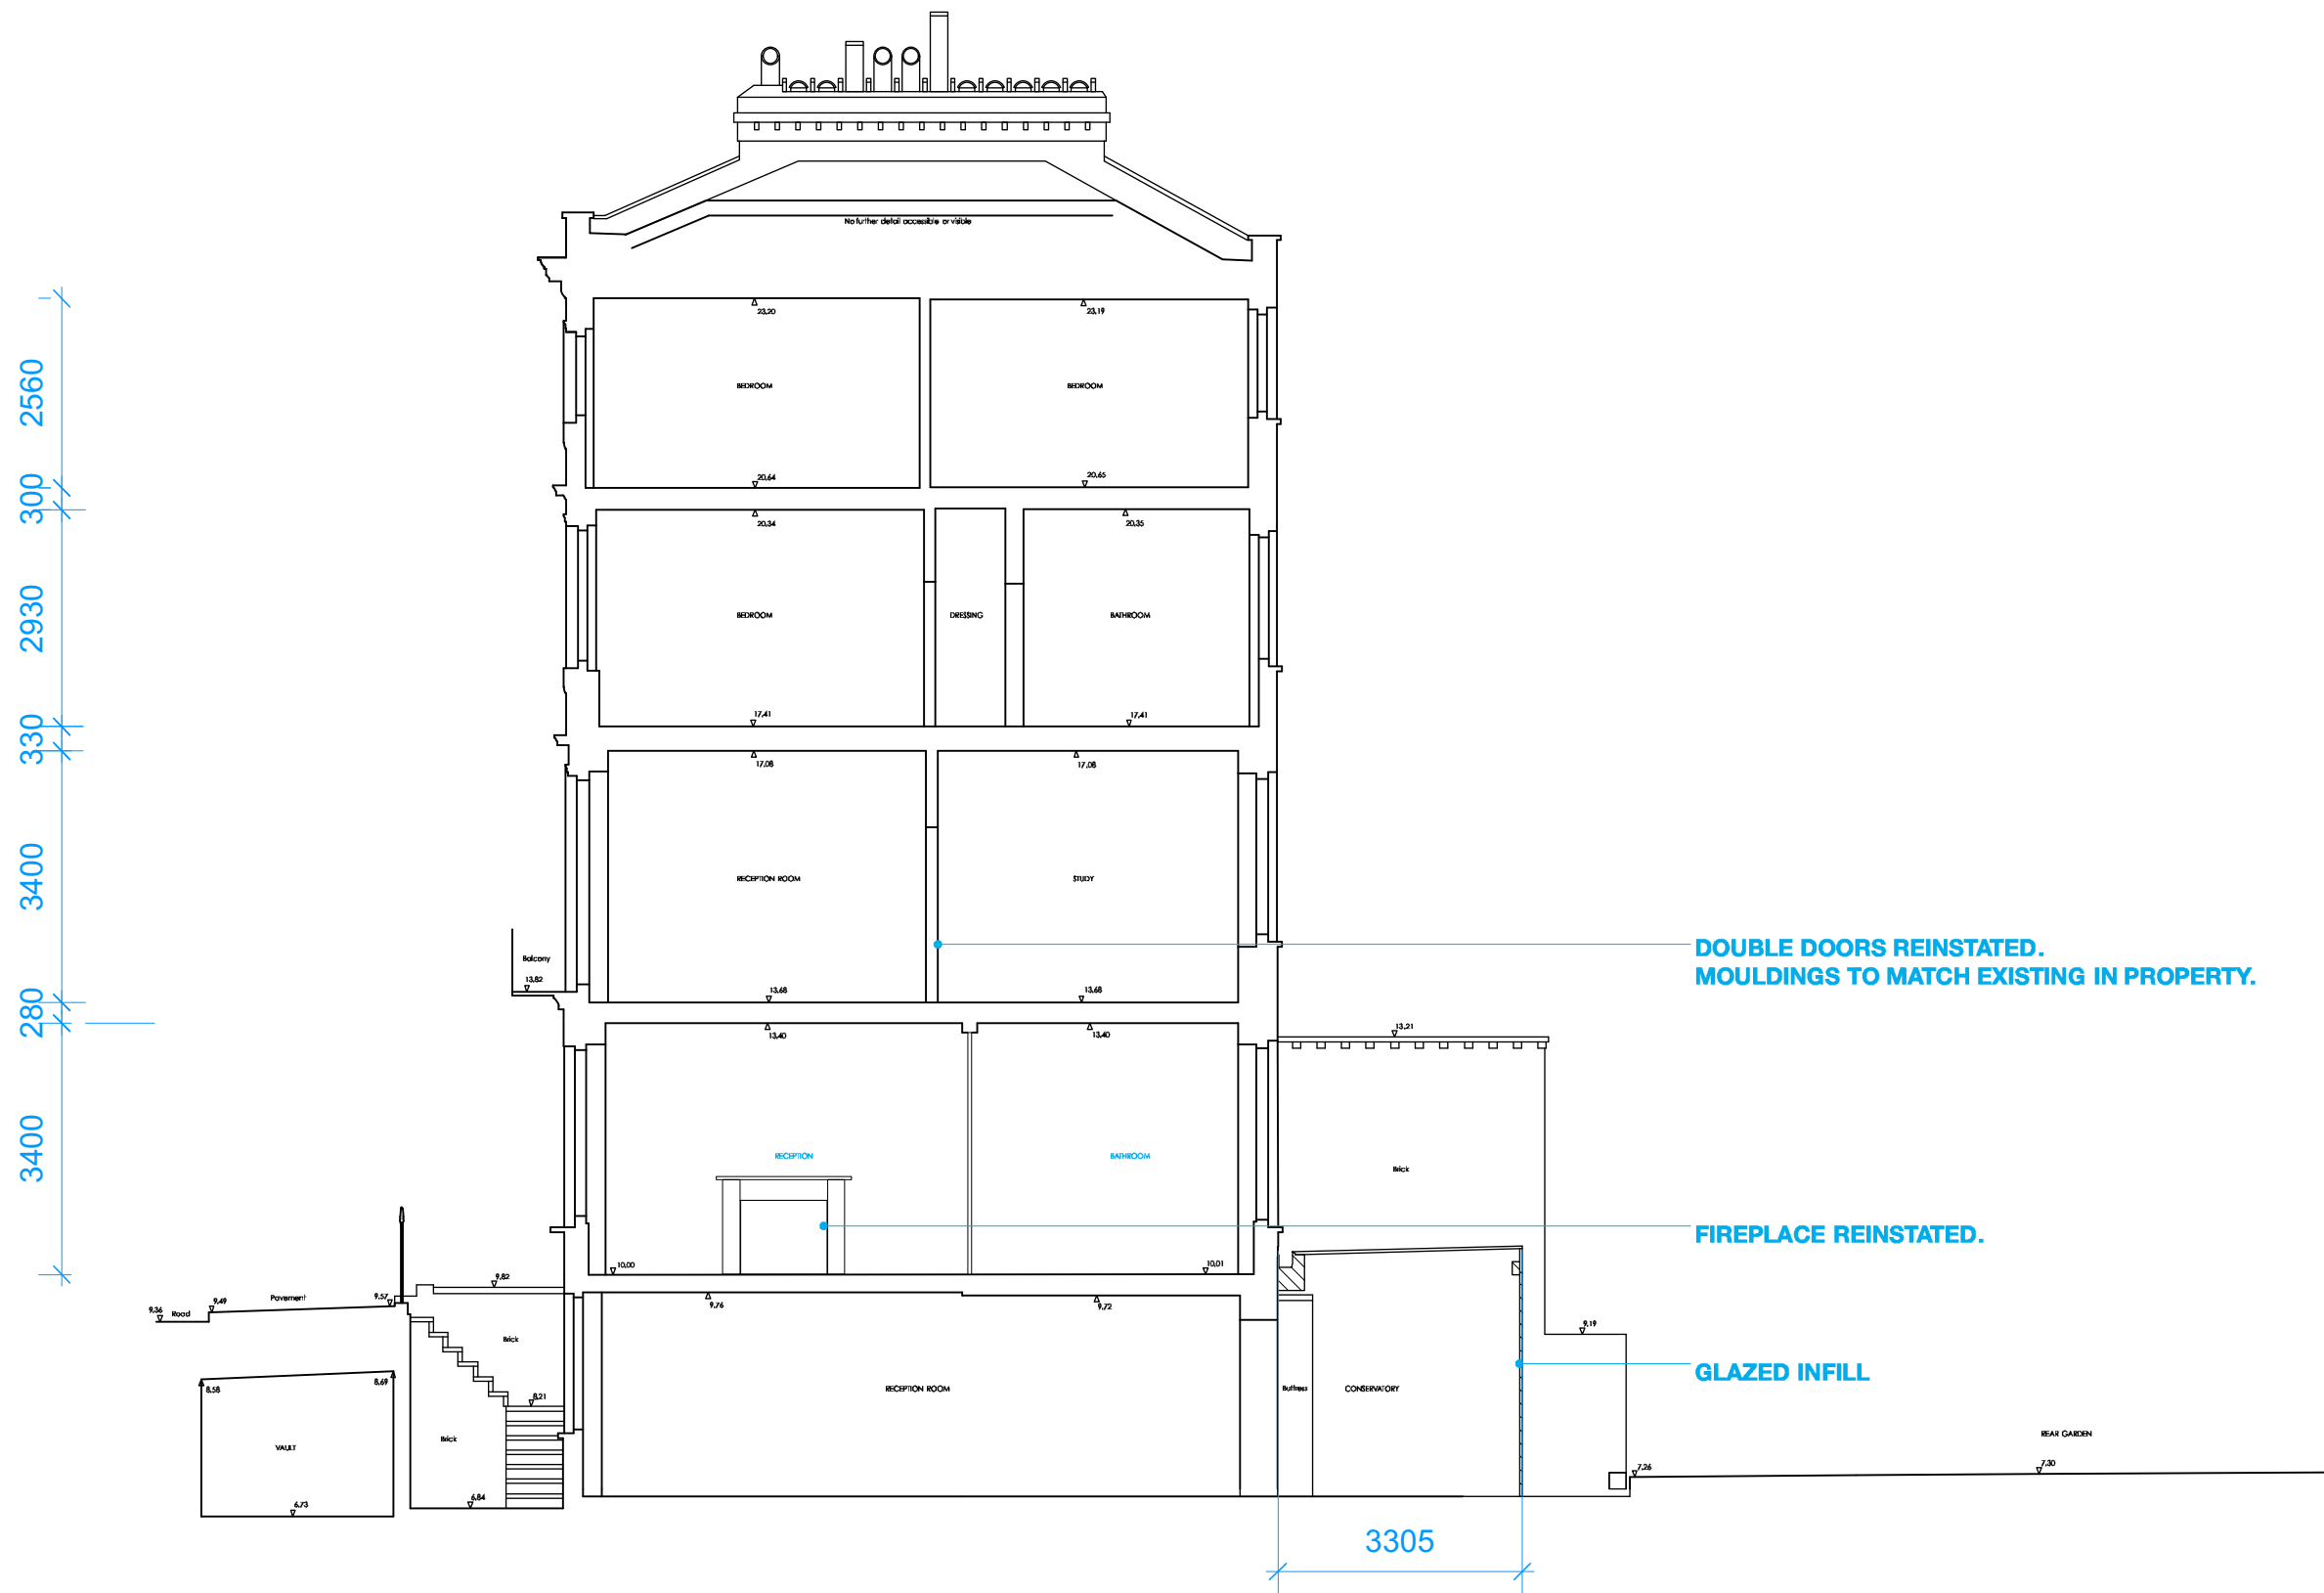 No further detail accessible or visible
23.20
23.19
BEDROOM
BEDROOM
2560
20.64
20.65
300
20.34
20.35
BEDROOM
DRESSING
BATHROOM
2930
17.41
17.41
330
17.08
17.08
RECEPTION ROOM
STUDY
3400
DOUBLE DOORS REINSTATED.
MOULDINGS TO MATCH EXISTING IN PROPERTY.
Balcony
13.82
13.68
13.68
280
13.40
13.40
13.21
RECEPTION
BATHROOM
Brick
3400
FIREPLACE REINSTATED.
10.00
10.01
9.82
9.36
Road
9.49
Pavement
9.57
9.76
9.72
9.19
Brick
8.58
8.69
8.21
RECEPTION ROOM
Buttress
CONSERVATORY
GLAZED INFILL
VAULT
Brick
REAR GARDEN
7.26
7.30
6.73
6.84
3305